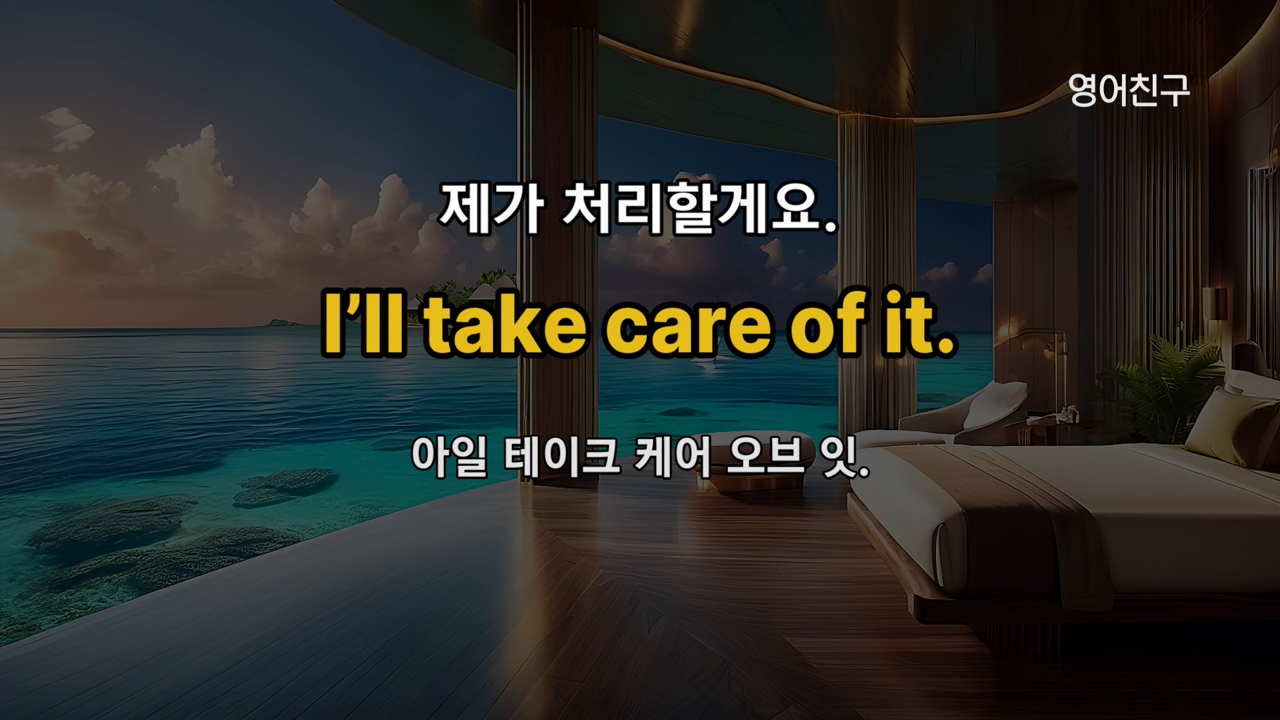 영어친구
제가 처리할게요.
I’ll take care of it.
아일 테이크 케어 오브 잇.